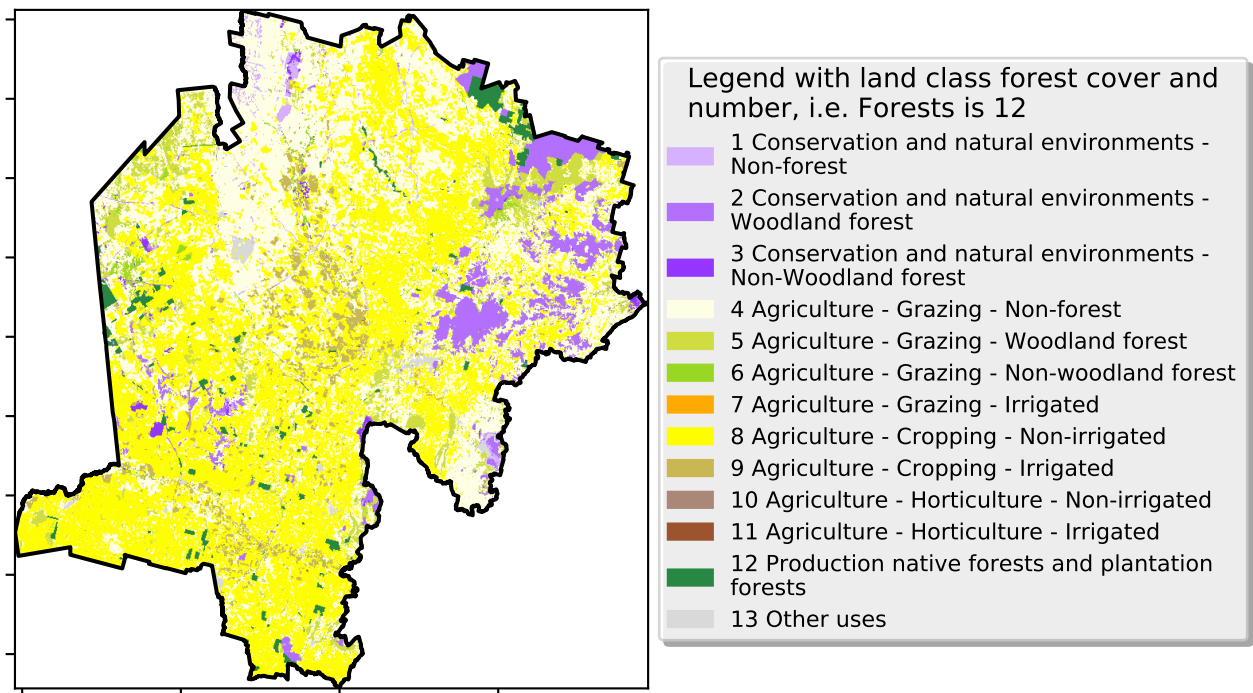 Legend with land class forest cover and
number, i.e. Forests is 12
1 Conservation and natural environments -
Non-forest
2 Conservation and natural environments -
Woodland forest
3 Conservation and natural environments -
Non-Woodland forest
4 Agriculture - Grazing - Non-forest
5 Agriculture - Grazing - Woodland forest
6 Agriculture - Grazing - Non-woodland forest
7 Agriculture - Grazing - Irrigated
8 Agriculture - Cropping - Non-irrigated
9 Agriculture - Cropping - Irrigated
10 Agriculture - Horticulture - Non-irrigated
11 Agriculture - Horticulture - Irrigated
12 Production native forests and plantation
forests
13 Other uses